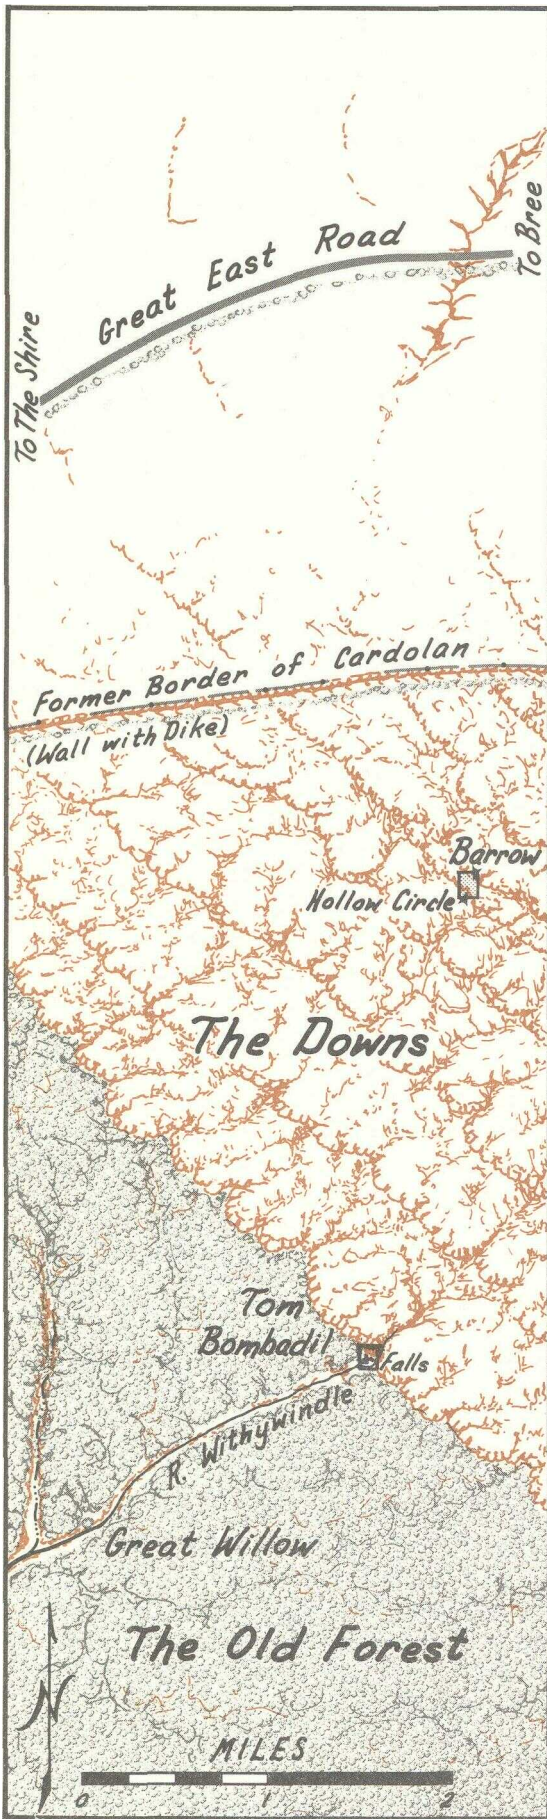 Great East Road
To Bree
To The Shire
Former Border of Cardolan
(Wall with Dike)
Barrow
Hollow Circle
The Downs
Tom
Bombadil
Falls
R. Withywindle
Great Willow
The Old Forest
N
MILES
0 1 2